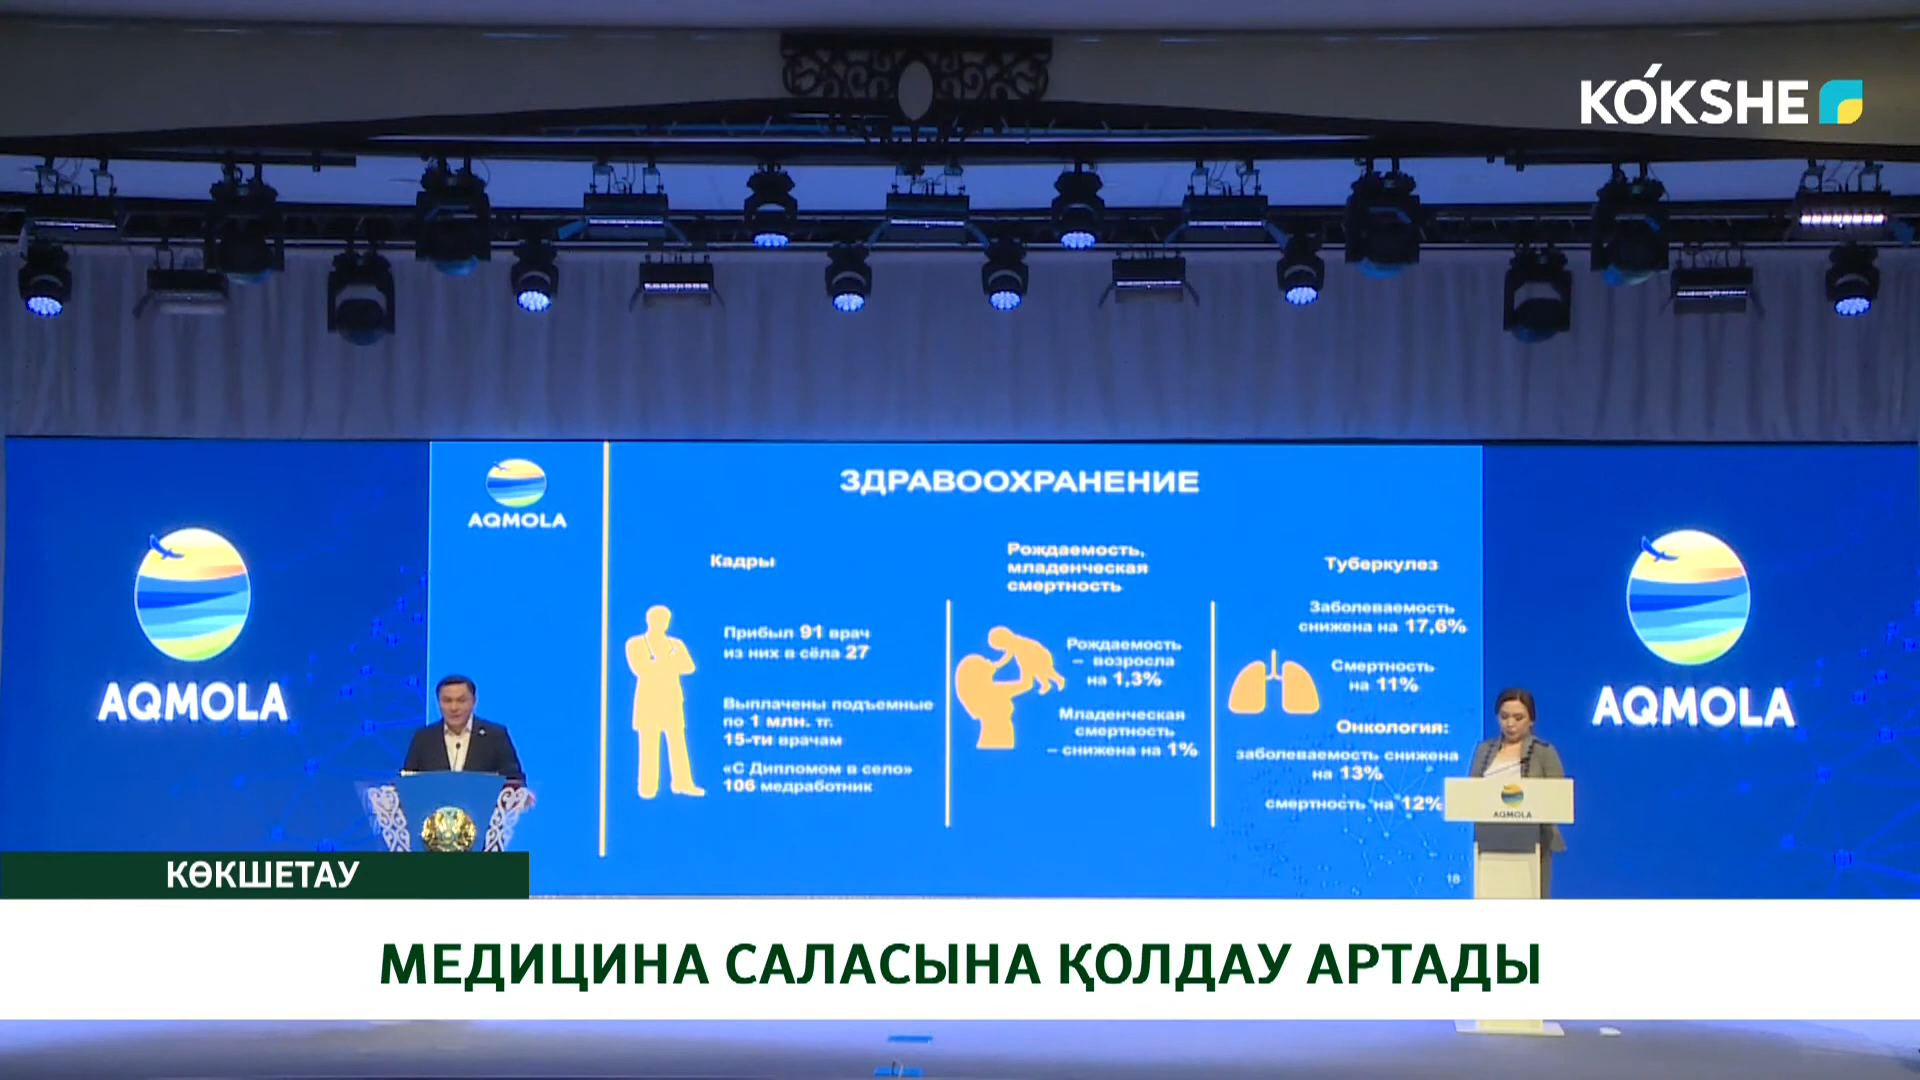 KÓKSHE
ЗДРАВООХРАНЕНИЕ
AQMOLA
Кадры
Прибыл 91 врач
из них в сёла 27
Выплачены подъемные
по 1 млн. тг.
15-ти врачам
«С Дипломом в село»
106 медработник
Рождаемость,
младенческая
смертность
Рождаемость
– возросла
на 1,3%
Младенческая
смертность
– снижена на 1%
Туберкулез
Заболеваемость
снижена на 17,6%
Смертность
на 11%
Онкология:
заболеваемость снижена
на 13%
смертность на 12%
18
AQMOLA
AQMOLA
AQMOLA
КӨКШЕТАУ
МЕДИЦИНА САЛАСЫНА ҚОЛДАУ АРТАДЫ